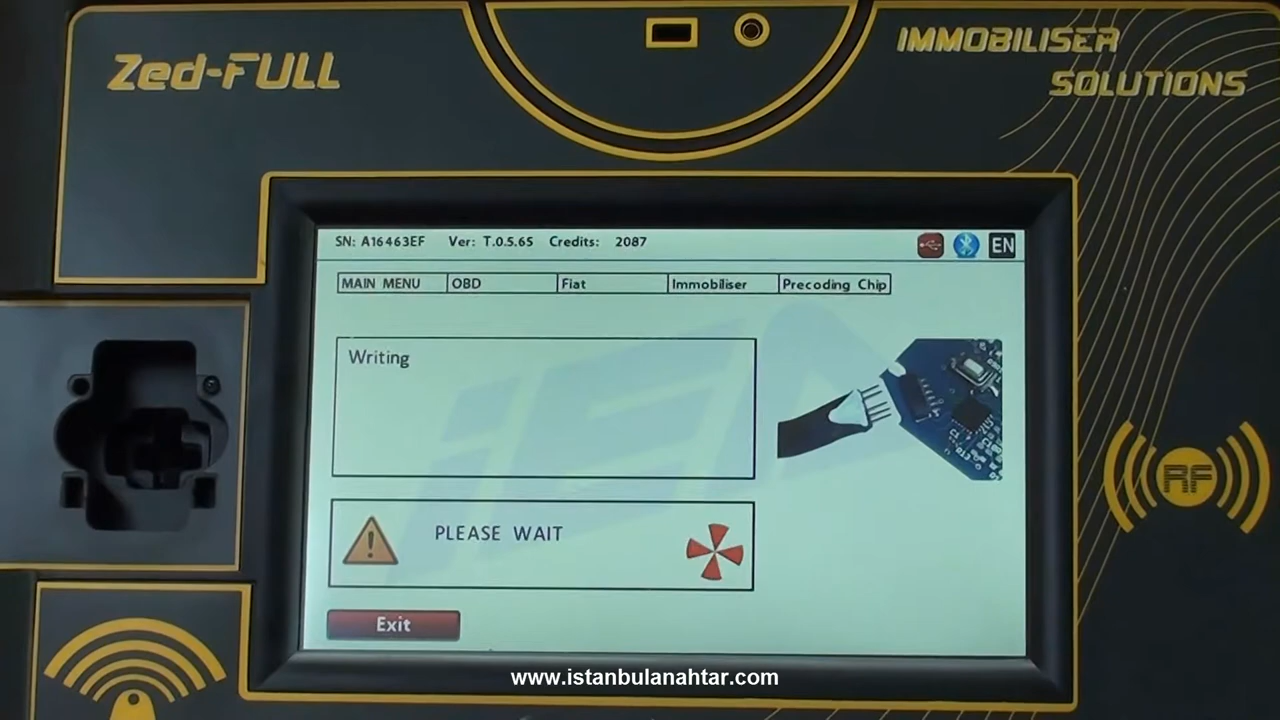 Zed-FULL
IMMOBILISER
SOLUTIONS
SN: A16463EF Ver: T.0.5.65 Credits: 2087
EN
MAIN MENU OBD Fiat Immobiliser Precoding Chip
Writing
PLEASE WAIT
Exit
RF
www.istanbulanahtar.com